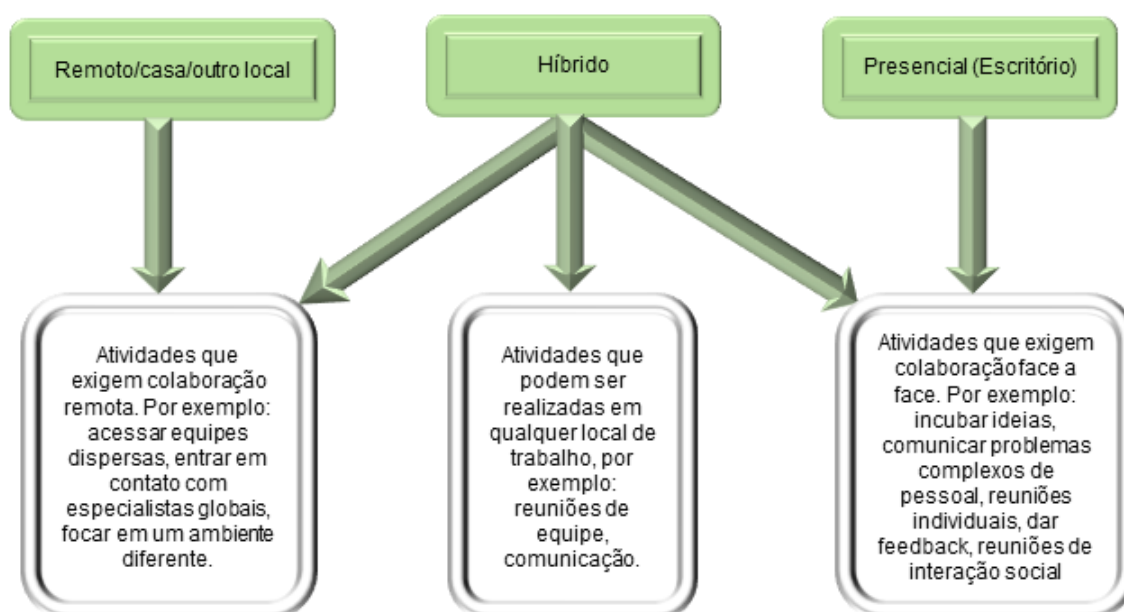 Remoto/casa/outro local
Híbrido
Presencial (Escritório)
Atividades que
exigem colaboração
remota. Por exemplo:
acessar equipes
dispersas, entrar em
contato com
especialistas globais,
focar em um ambiente
diferente.
Atividades que
podem ser
realizadas em
qualquer local de
trabalho, por
exemplo:
reuniões de
equipe,
comunicação.
Atividades que exigem
colaboração face a
face. Por exemplo:
incubar ideias,
comunicar problemas
complexos de
pessoal, reuniões
individuais, dar
feedback, reuniões de
interação social